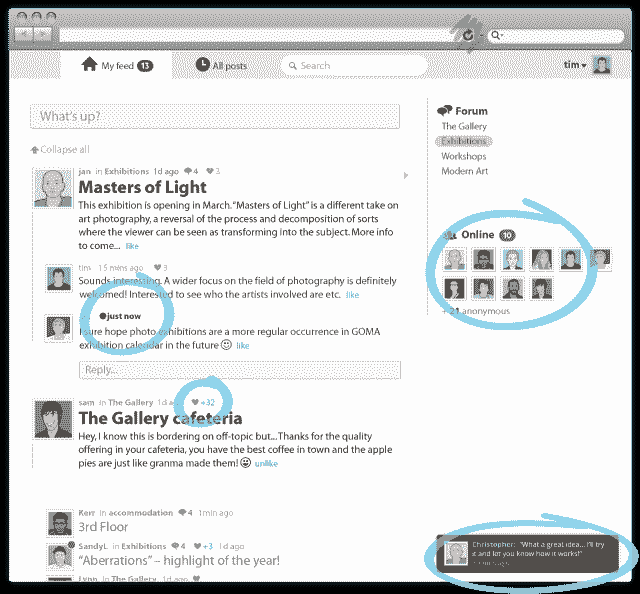 My feed 13
All posts
Search
tim
What's up?
Collapse all
jan in Exhibitions 1d ago 4 3
Masters of Light
This exhibition is opening in March. "Masters of Light" is a different take on
art photography, a reversal of the process and decomposition of sorts
where the viewer can be seen as transforming into the subject. More info
to come... like
tim 15 mins ago 3
Sounds interesting. A wider focus on the field of photography is definitely
welcomed! Interested to see who the artists involved are etc. like
just now
I sure hope photo exhibitions are a more regular occurrence in GOMA
exhibition calendar in the future like
Reply...
sam in The Gallery 1d +32
The Gallery cafeteria
Hey, I know this is bordering on off-topic but... Thanks for the quality
offering in your cafeteria, you have the best coffee in town and the apple
pies are just like granma made them! unlike
Kerr in accommodation 4 1min ago
3rd Floor
SandyL in Exhibitions 4 +3 1d ago
"Aberrations" – highlight of the year!
Lynn in The Gallery 1d ago
Forum
The Gallery
Exhibitions
Workshops
Modern Art
Online 10
+ 21 anonymous
Christopher: "What a great idea... I'll try
it and let you know how it works!"